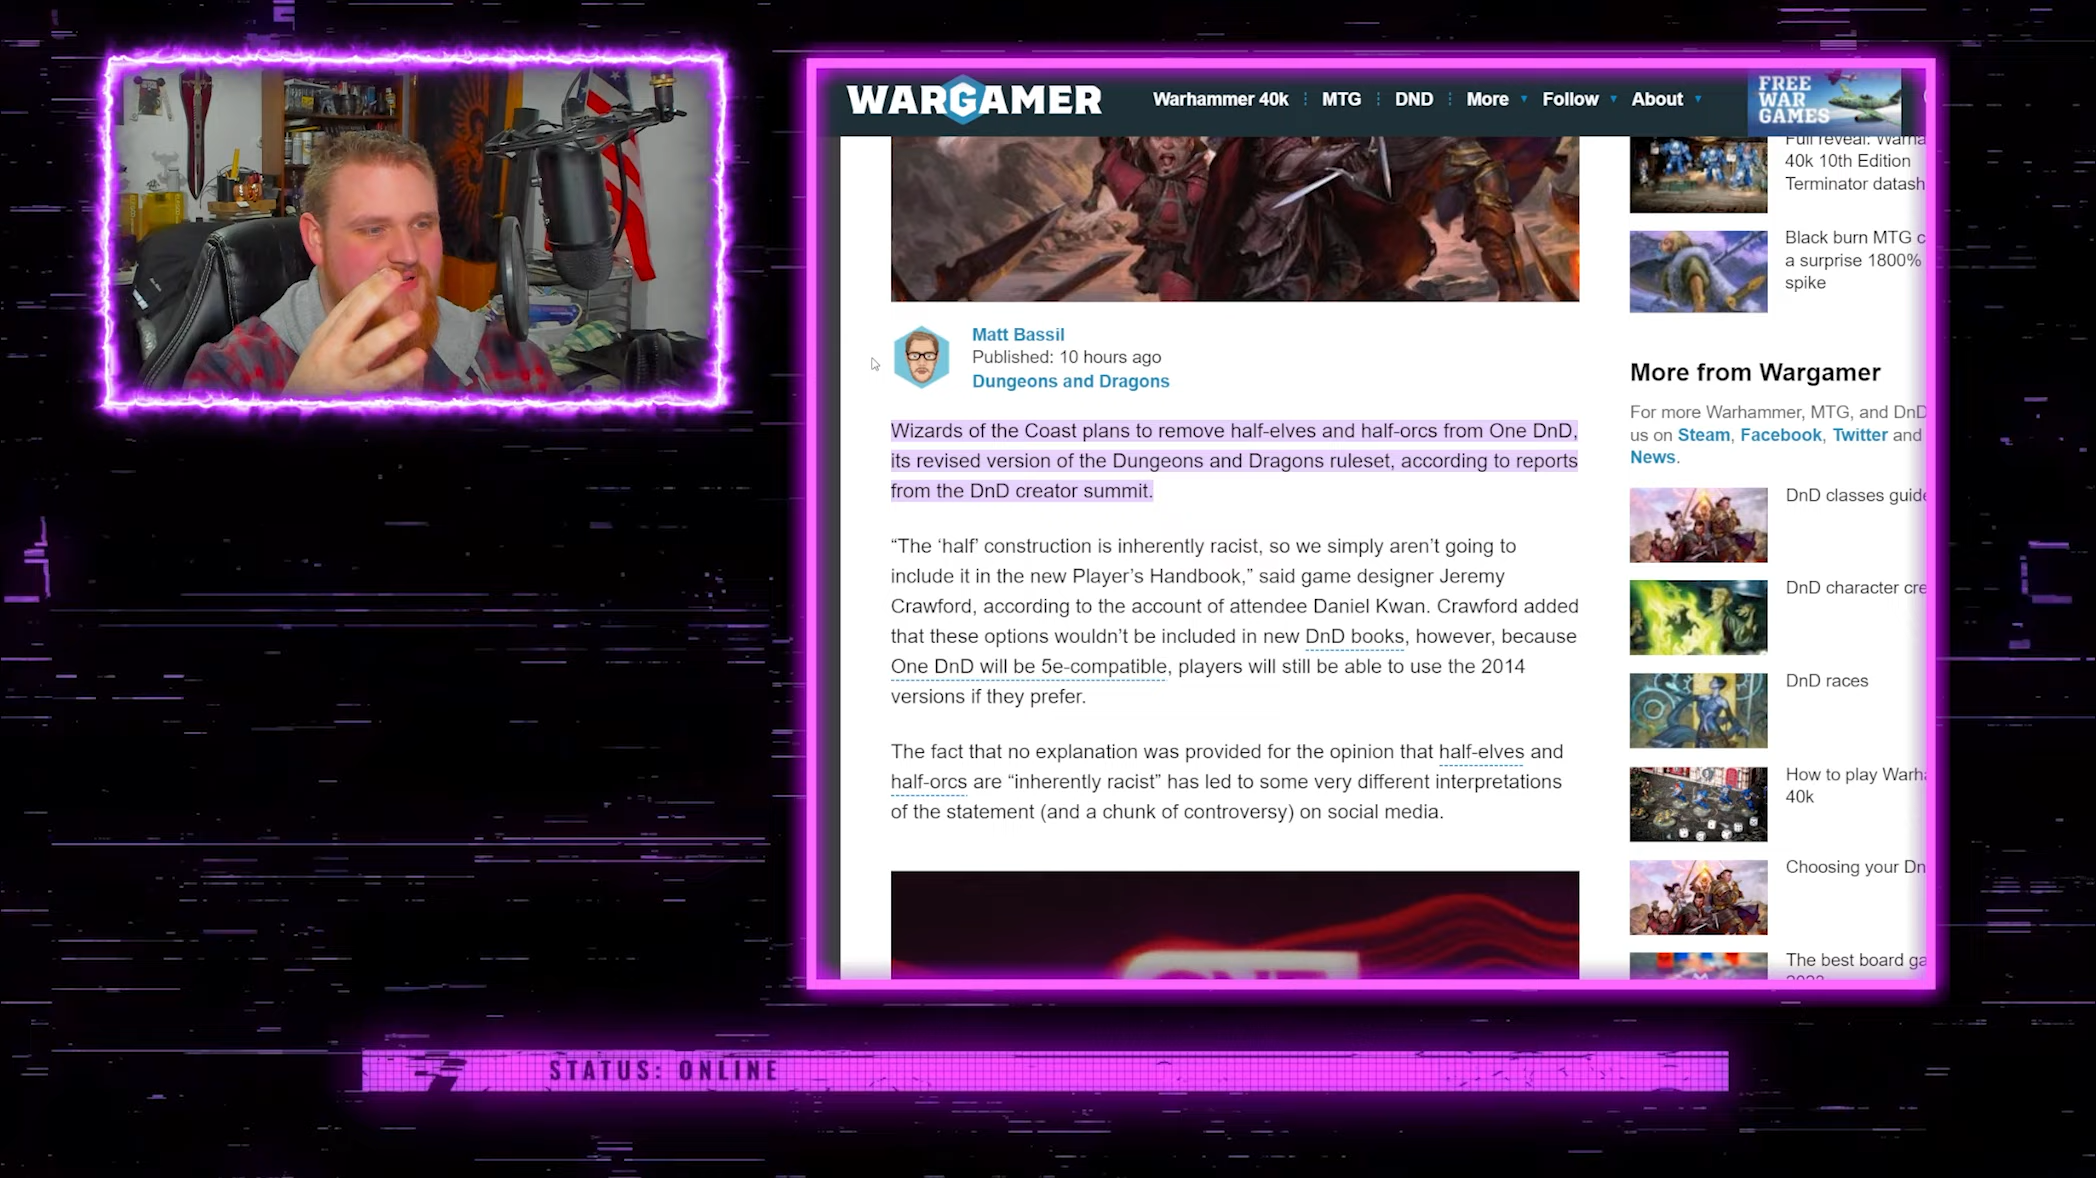 WARGAMER
Warhammer 40k
MTG
DND
More
Follow
About
FREE
WAR
GAMES
Full reveal:
40k 10th Edition
Terminator
Black burn MTG
a surprise 1800%
spike
Matt Bassil
Published: 10 hours ago
Dungeons and Dragons
Wizards of the Coast plans to remove half-elves and half-orcs from One DnD,
its revised version of the Dungeons and Dragons ruleset, according to reports
from the DnD creator summit.
“The ‘half’ construction is inherently racist, so we simply aren’t going to
include it in the new Player’s Handbook,” said game designer Jeremy
Crawford, according to the account of attendee Daniel Kwan. Crawford added
that these options wouldn’t be included in new DnD books, however, because
One DnD will be 5e-compatible, players will still be able to use the 2014
versions if they prefer.
The fact that no explanation was provided for the opinion that half-elves and
half-orcs are “inherently racist” has led to some very different interpretations
of the statement (and a chunk of controversy) on social media.
More from Wargamer
For more Warhammer, MTG, and DnD
us on Steam, Facebook, Twitter and
News.
DnD classes
DnD character
DnD races
How to play
40k
Choosing your
The best board
STATUS: ONLINE